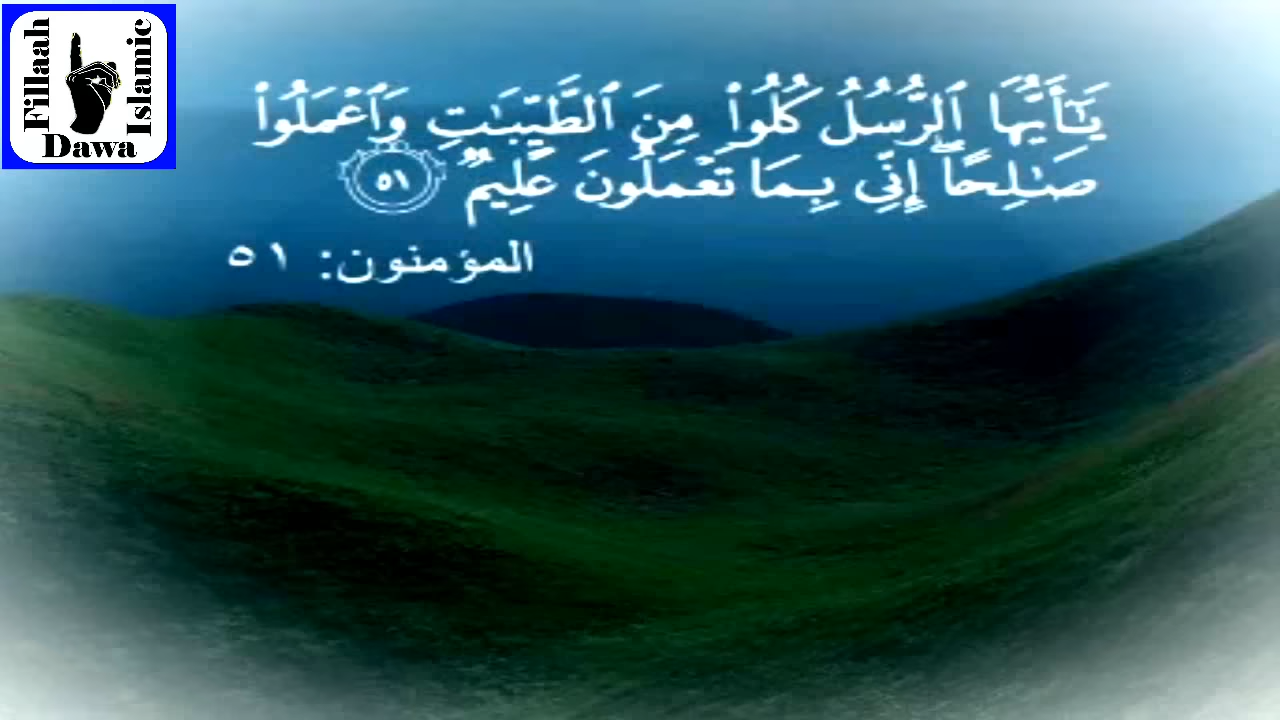 Fillaah
Islamic
Dawa
يَٰٓأَيُّهَا ٱلرُّسُلُ كُلُوا۟ مِنَ ٱلطَّيِّبَٰتِ وَٱعْمَلُوا۟
صَٰلِحًا ۖ إِنِّى بِمَا تَعْمَلُونَ عَلِيمٌ ٥١
المؤمنون: ٥١